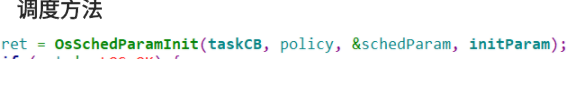 调度方法
ret = OsSchedParamInit(taskCB, policy, &schedParam, initParam);